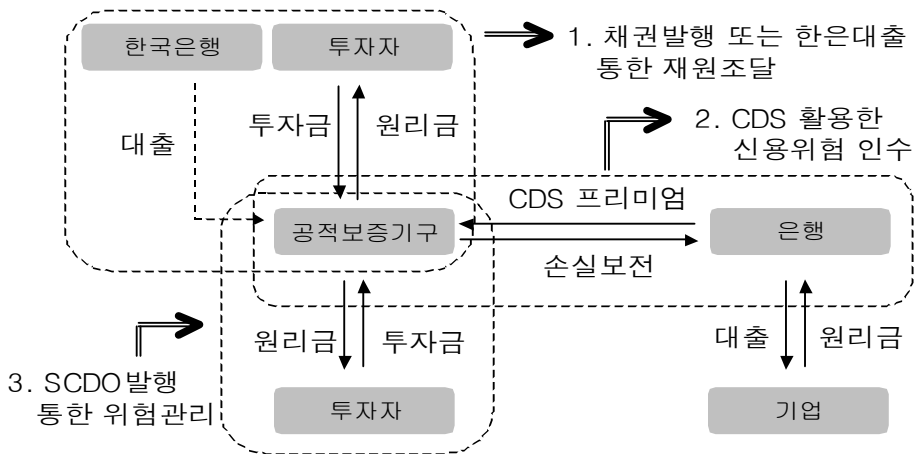 한국은행
투자자
1. 채권발행 또는 한은대출
통한 재원조달
대출
투자금
원리금
2. CDS 활용한
신용위험 인수
CDS 프리미엄
공적보증기구
은행
손실보전
원리금
투자금
대출
원리금
3. SCDO발행
통한 위험관리
투자자
기업